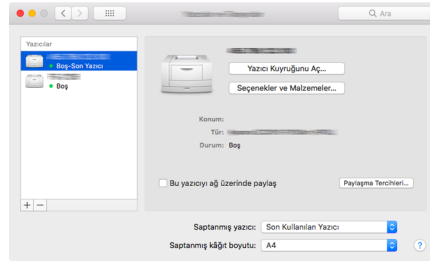 Ara
Yazıcılar
Boş-Son Yazıcı
Boş
Yazıcı Kuyruğunu Aç...
Seçenekler ve Malzemeler...
Konum:
Tür:
Durum: Boş
Bu yazıcıyı ağ üzerinde paylaş
Paylaşma Tercihleri...
+ −
Saptanmış yazıcı: Son Kullanılan Yazıcı
Saptanmış kâğıt boyutu: A4
?